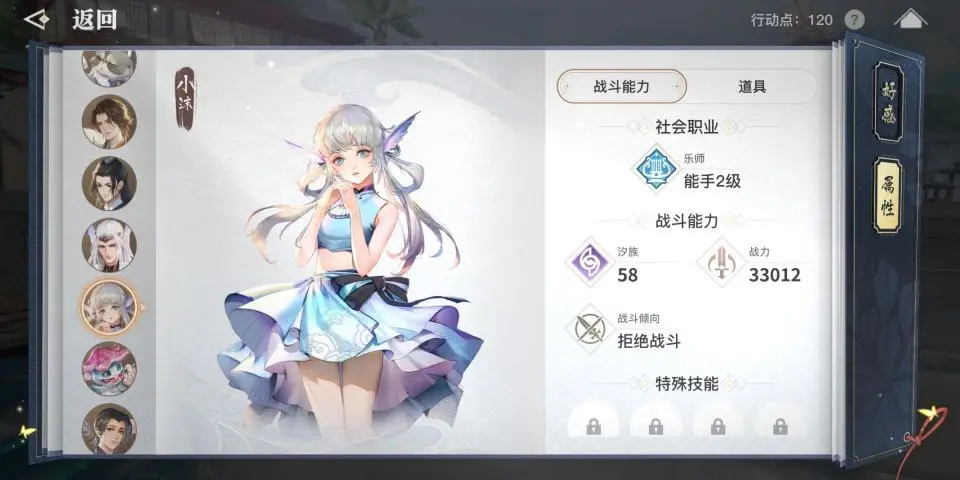 返回
行动点：120
?
小沐
战斗能力
道具
社会职业
乐师
能手2级
战斗能力
汐族
58
战力
33012
战斗倾向
拒绝战斗
特殊技能
好感
属性